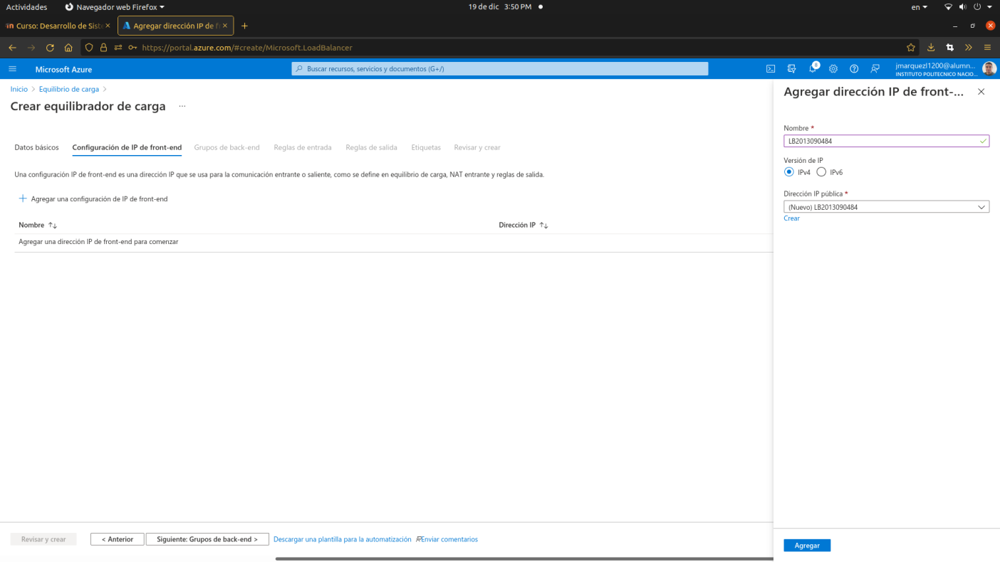 Actividades
Navegador web Firefox
19 de dic 3:50 PM
en
Curso: Desarrollo de Siste
Agregar dirección IP de f
https://portal.azure.com/#create/Microsoft.LoadBalancer
Microsoft Azure
Buscar recursos, servicios y documentos (G+/)
8
jmarquezl1200@alumn...
INSTITUTO POLITECNICO NACIO...
Inicio > Equilibrio de carga >
Crear equilibrador de carga ...
Datos básicos
Configuración de IP de front-end
Grupos de back-end
Reglas de entrada
Reglas de salida
Etiquetas
Revisar y crear
Una configuración IP de front-end es una dirección IP que se usa para la comunicación entrante o saliente, como se define en equilibrio de carga, NAT entrante y reglas de salida.
+ Agregar una configuración de IP de front-end
Nombre ↑↓
Dirección IP ↑↓
Agregar una dirección IP de front-end para comenzar
Revisar y crear
< Anterior
Siguiente: Grupos de back-end >
Descargar una plantilla para la automatización
Enviar comentarios
Agregar dirección IP de front-...
Nombre *
LB2013090484
Versión de IP
IPv4
IPv6
Dirección IP pública *
(Nuevo) LB2013090484
Crear
Agregar